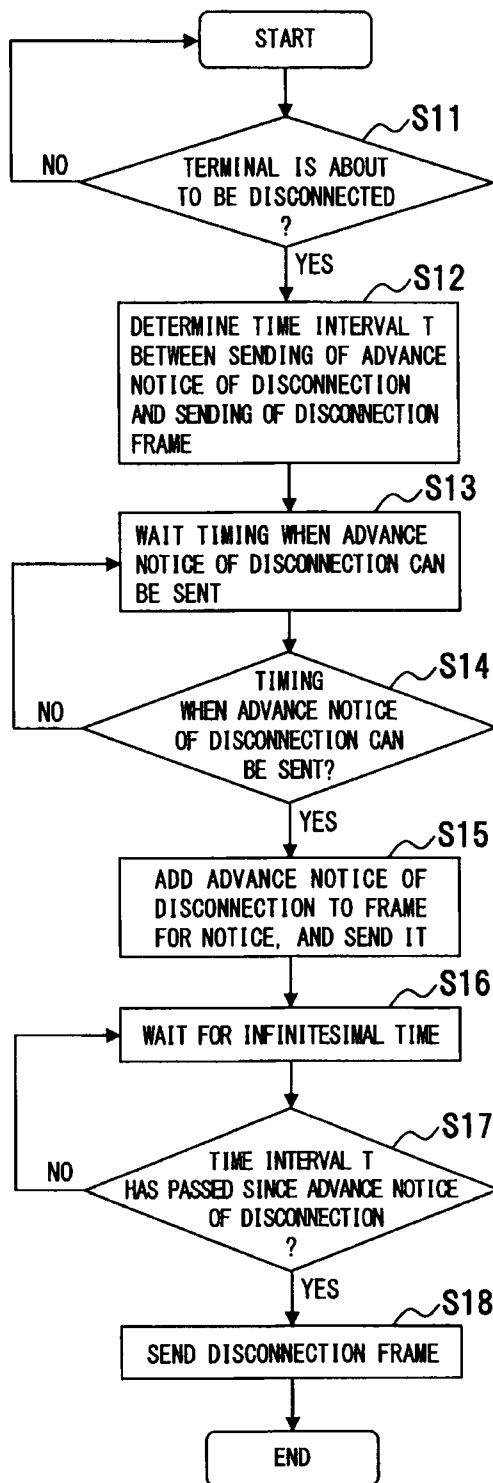 START
S11
NO
TERMINAL IS ABOUT
TO BE DISCONNECTED
?
YES
S12
DETERMINE TIME INTERVAL T
BETWEEN SENDING OF ADVANCE
NOTICE OF DISCONNECTION
AND SENDING OF DISCONNECTION
FRAME
S13
WAIT TIMING WHEN ADVANCE
NOTICE OF DISCONNECTION CAN
BE SENT
S14
TIMING
NO
WHEN ADVANCE NOTICE
OF DISCONNECTION CAN
BE SENT?
YES
S15
ADD ADVANCE NOTICE OF
DISCONNECTION TO FRAME
FOR NOTICE, AND SEND IT
S16
WAIT FOR INFINITESIMAL TIME
S17
NO
TIME INTERVAL T
HAS PASSED SINCE ADVANCE NOTICE
OF DISCONNECTION
?
YES
S18
SEND DISCONNECTION FRAME
END